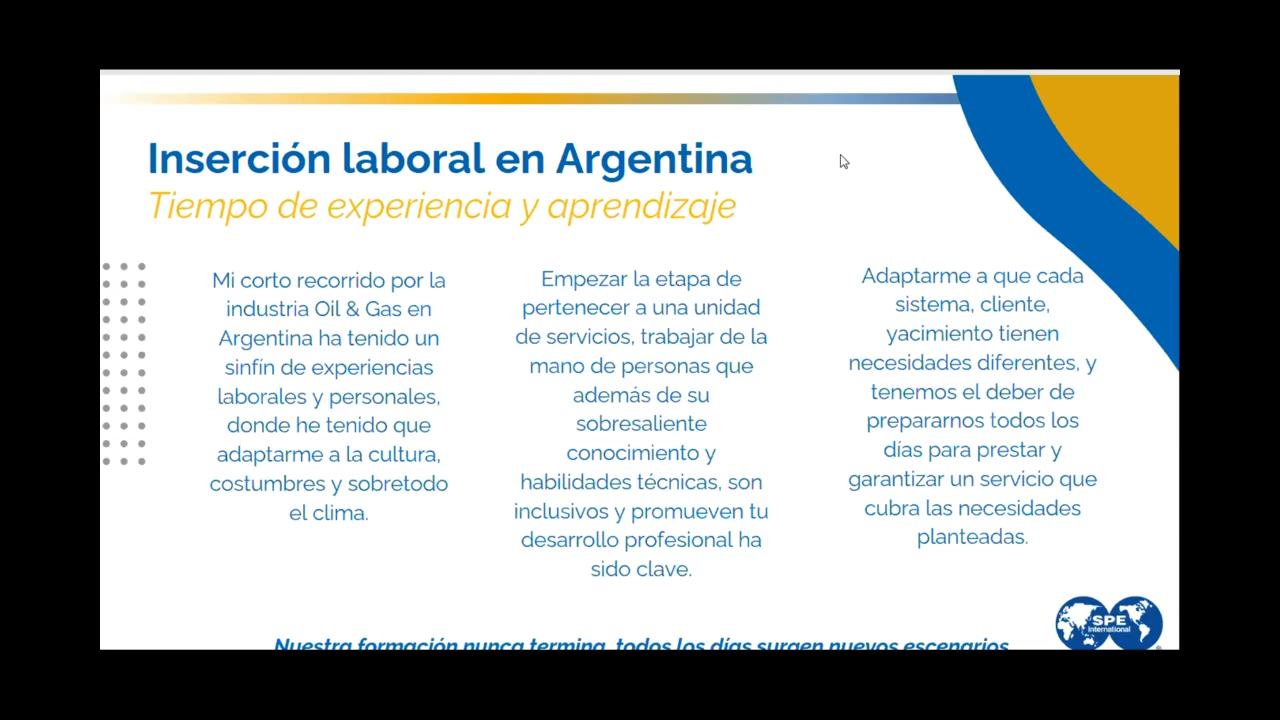 Inserción laboral en Argentina
Tiempo de experiencia y aprendizaje
Mi corto recorrido por la
industria Oil & Gas en
Argentina ha tenido un
sinfín de experiencias
laborales y personales,
donde he tenido que
adaptarme a la cultura,
costumbres y sobretodo
el clima.
Empezar la etapa de
pertenecer a una unidad
de servicios, trabajar de la
mano de personas que
además de su
sobresaliente
conocimiento y
habilidades técnicas, son
inclusivos y promueven tu
desarrollo profesional ha
sido clave.
Adaptarme a que cada
sistema, cliente,
yacimiento tienen
necesidades diferentes, y
tenemos el deber de
prepararnos todos los
días para prestar y
garantizar un servicio que
cubra las necesidades
planteadas.
Nuestra formación nunca termina, todos los días surgen nuevos escenarios
SPE
International